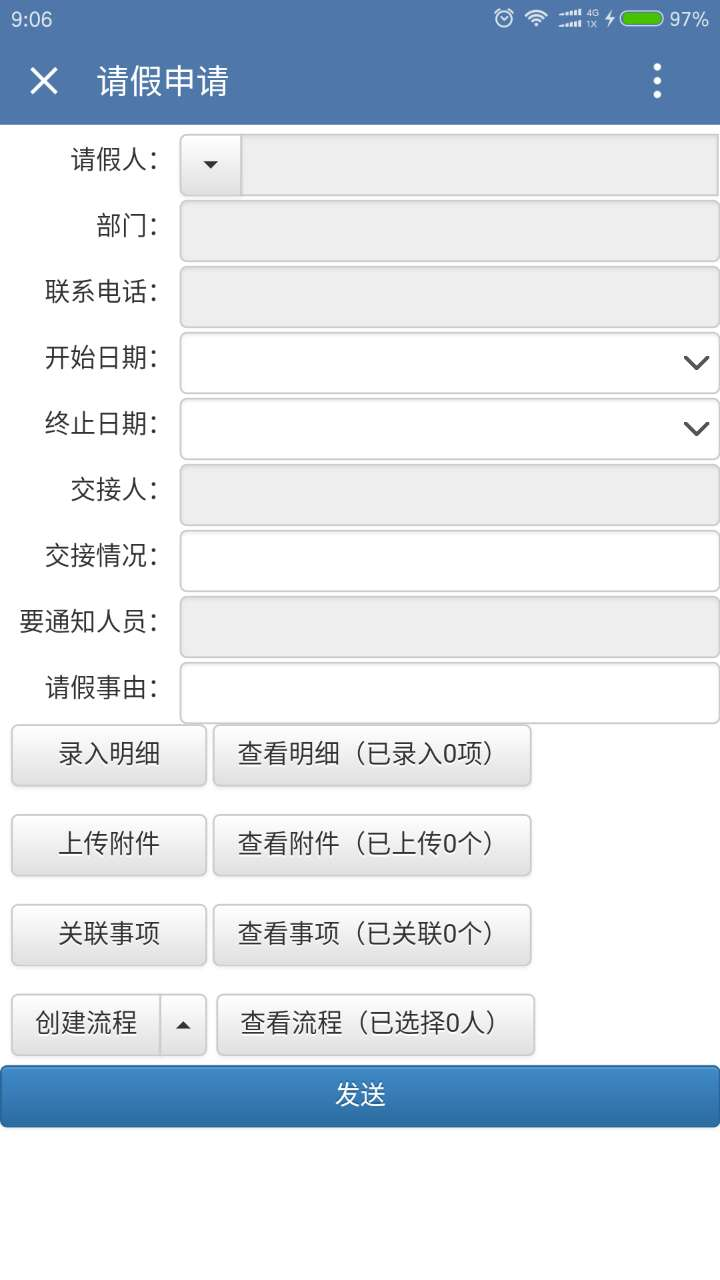 9:06 4G 1X 97%
请假申请
请假人：
部门：
联系电话：
开始日期：
终止日期：
交接人：
交接情况：
要通知人员：
请假事由：
录入明细 查看明细（已录入0项）
上传附件 查看附件（已上传0个）
关联事项 查看事项（已关联0个）
创建流程 查看流程（已选择0人）
发送